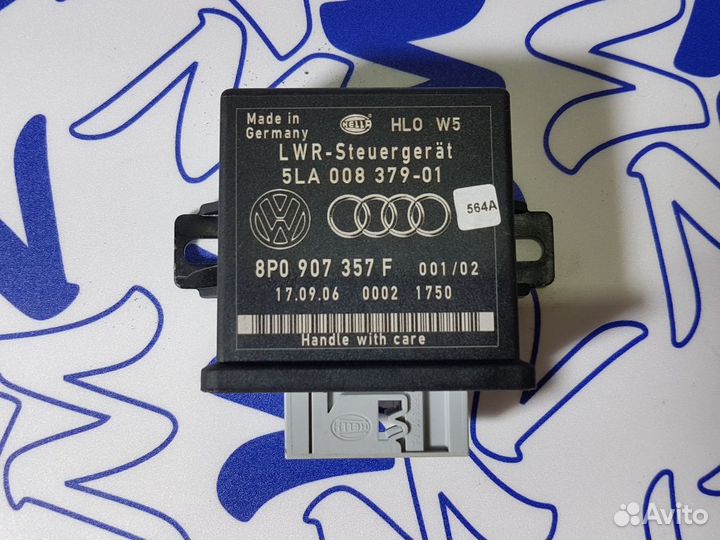 Made in
Germany
HELLA
HLO W5
LWR-Steuergerät
5LA 008 379-01
564A
8P0 907 357 F 001/02
17.09.06 0002 1750
Handle with care
HELLA
Avito